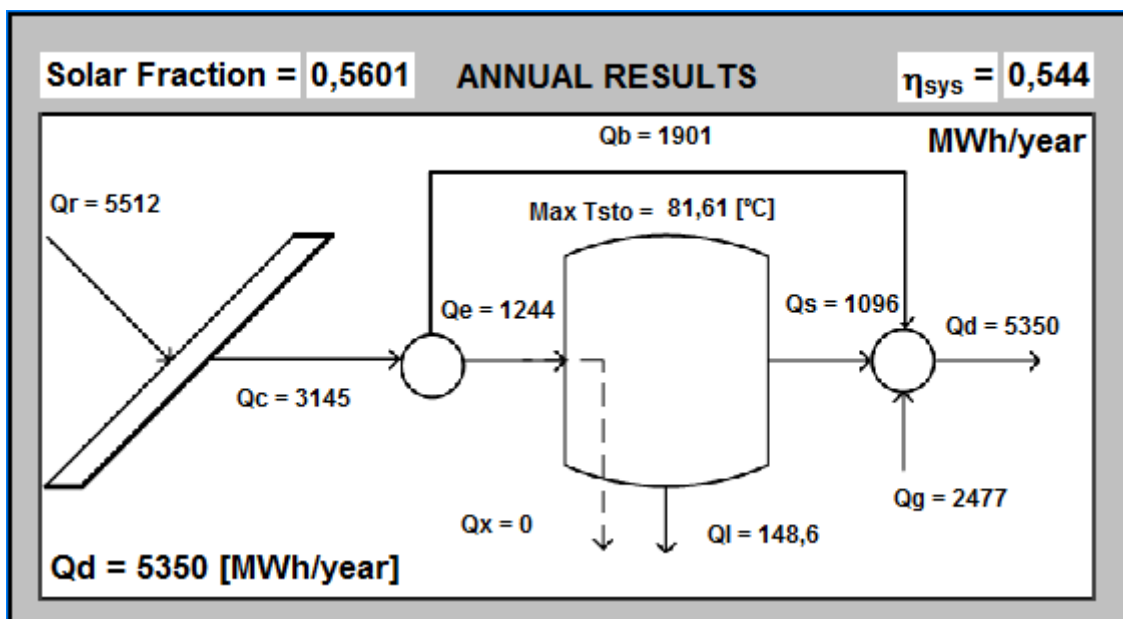 Solar Fraction = 0,5601 ANNUAL RESULTS ηsys = 0,544
Qb = 1901 MWh/year
Qr = 5512
Max Tsto = 81,61 [ºC]
Qe = 1244 Qs = 1096
Qd = 5350
Qc = 3145
Qg = 2477
Qx = 0 Ql = 148,6
Qd = 5350 [MWh/year]